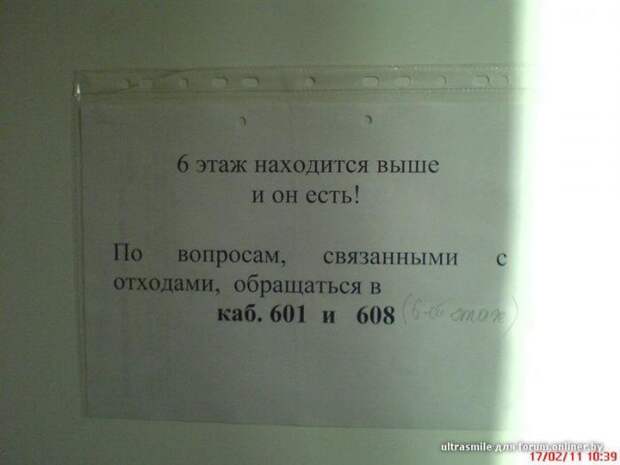 6 этаж находится выше
и он есть!
По вопросам, связанными с
отходами, обращаться в
каб. 601 и 608 (6-ой этаж)
ultrasmile для forum.onliner.by
17/02/11 10:39